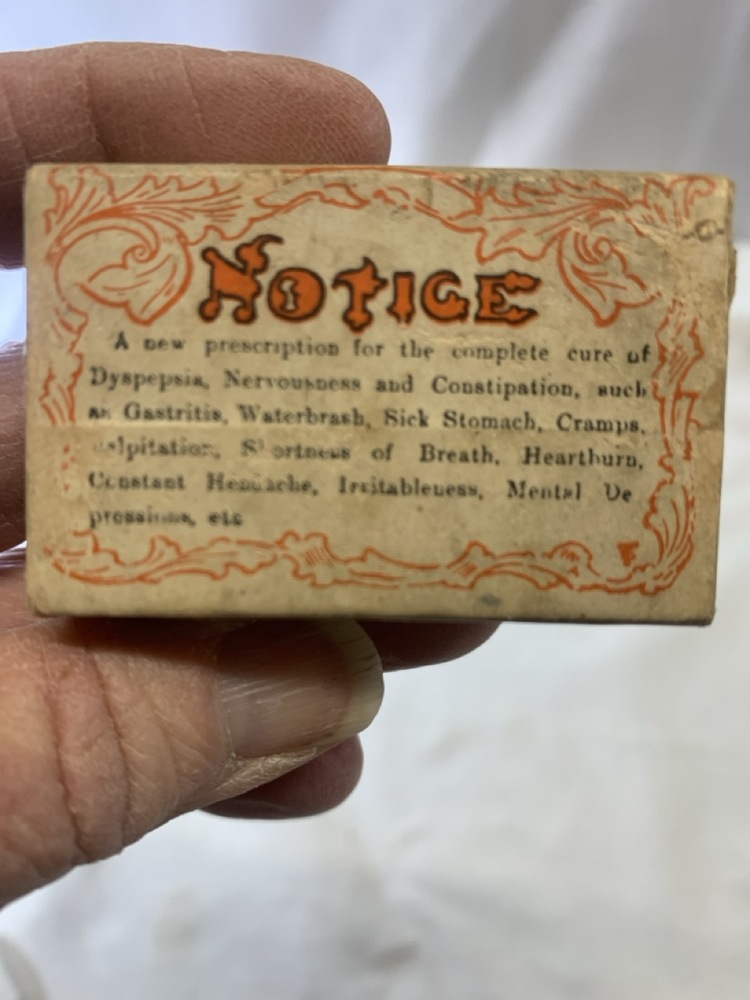 NOTICE
A new prescription for the complete cure of
Dyspepsia, Nervousness and Constipation, such
as Gastritis, Waterbrash, Sick Stomach, Cramps,
alpitation, Shortness of Breath, Heartburn,
Constant Headache, Irritableness, Mental De
pressions, etc